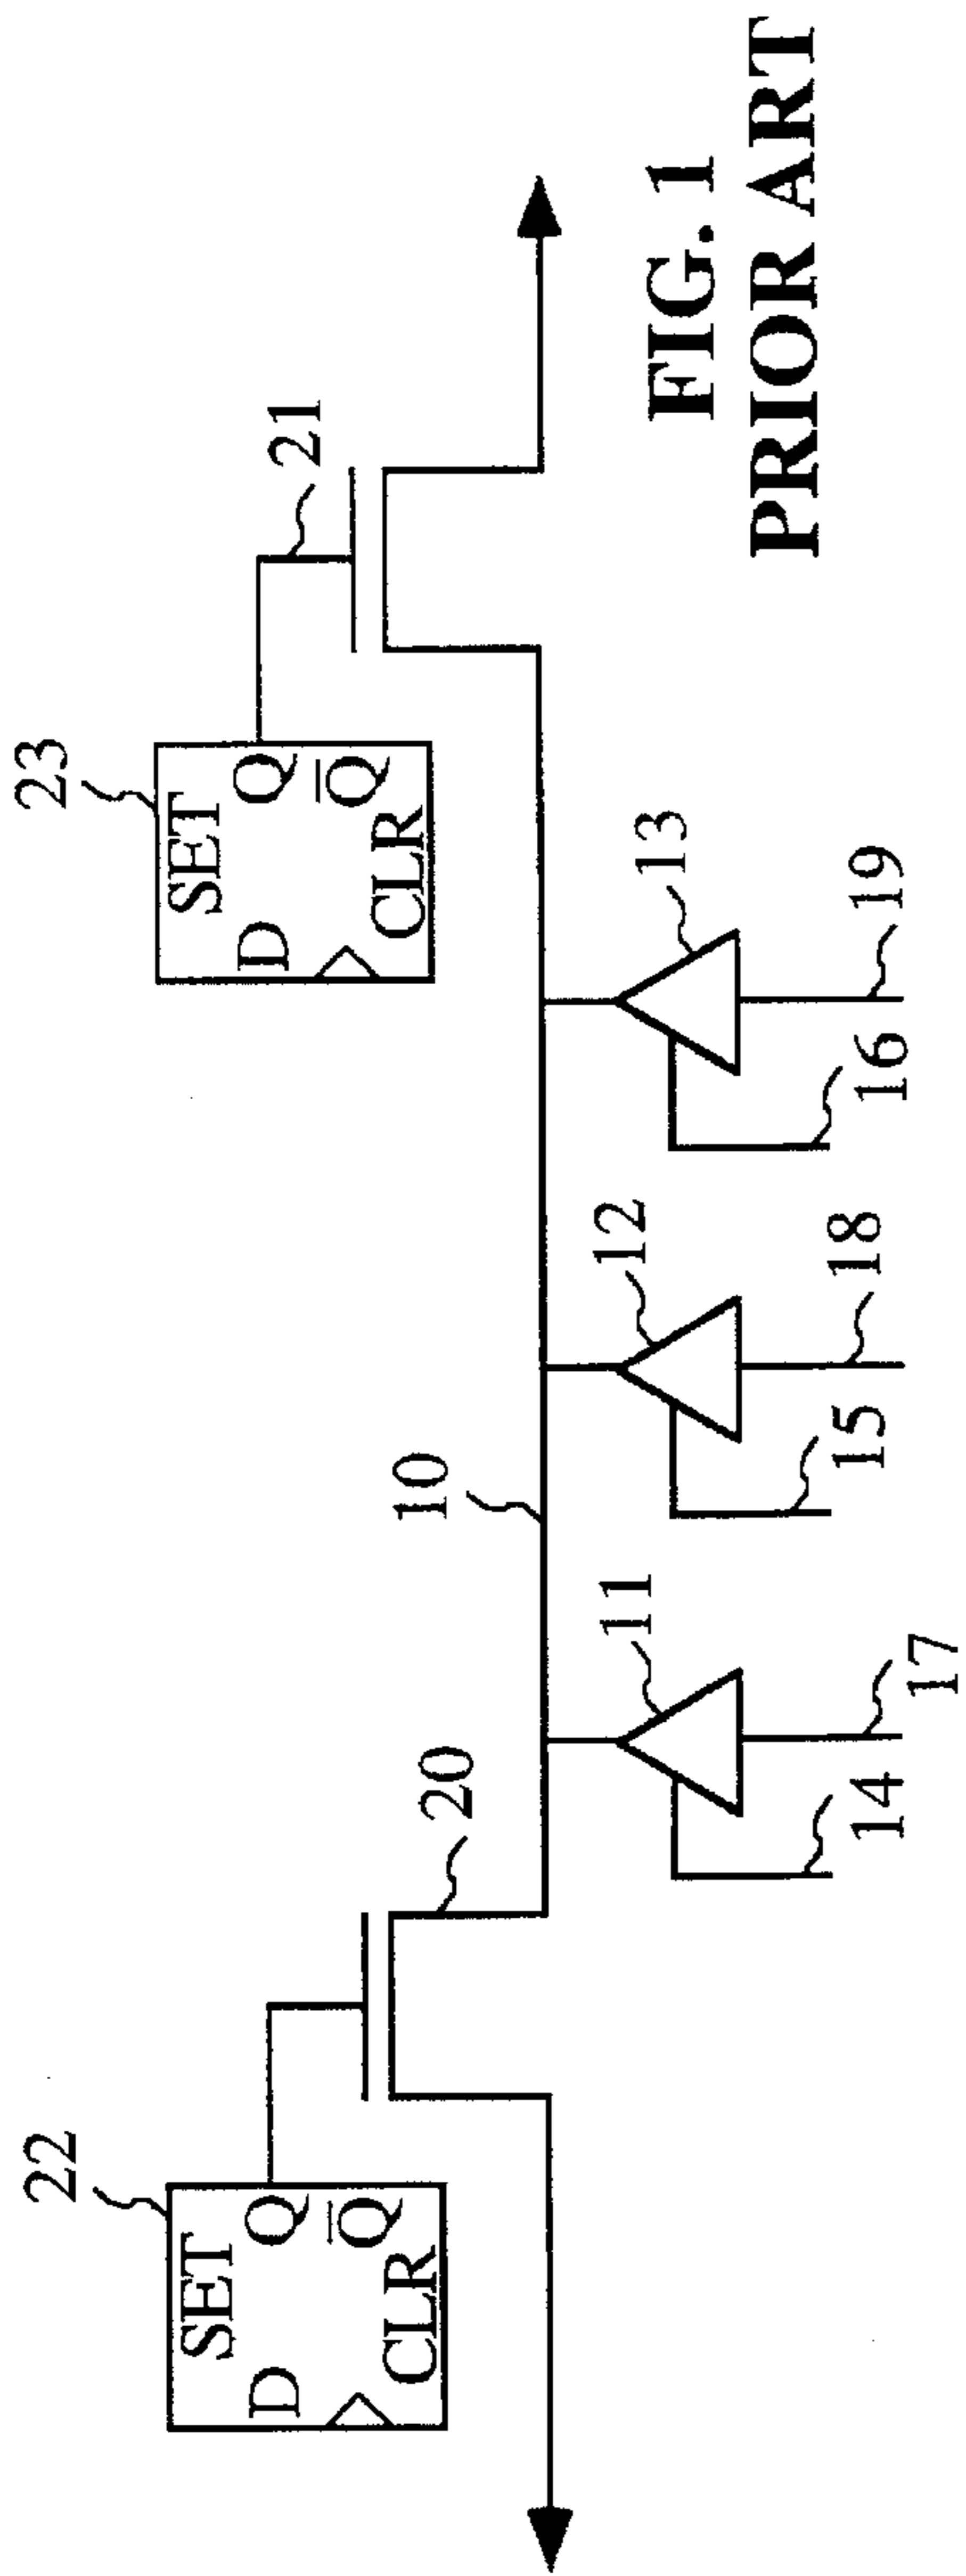 22
SET
D Q
Q̅
CLR
20
10
23
SET
D Q
Q̅
CLR
21
11
12
13
14
17
15
18
16
19
FIG. 1
PRIOR ART